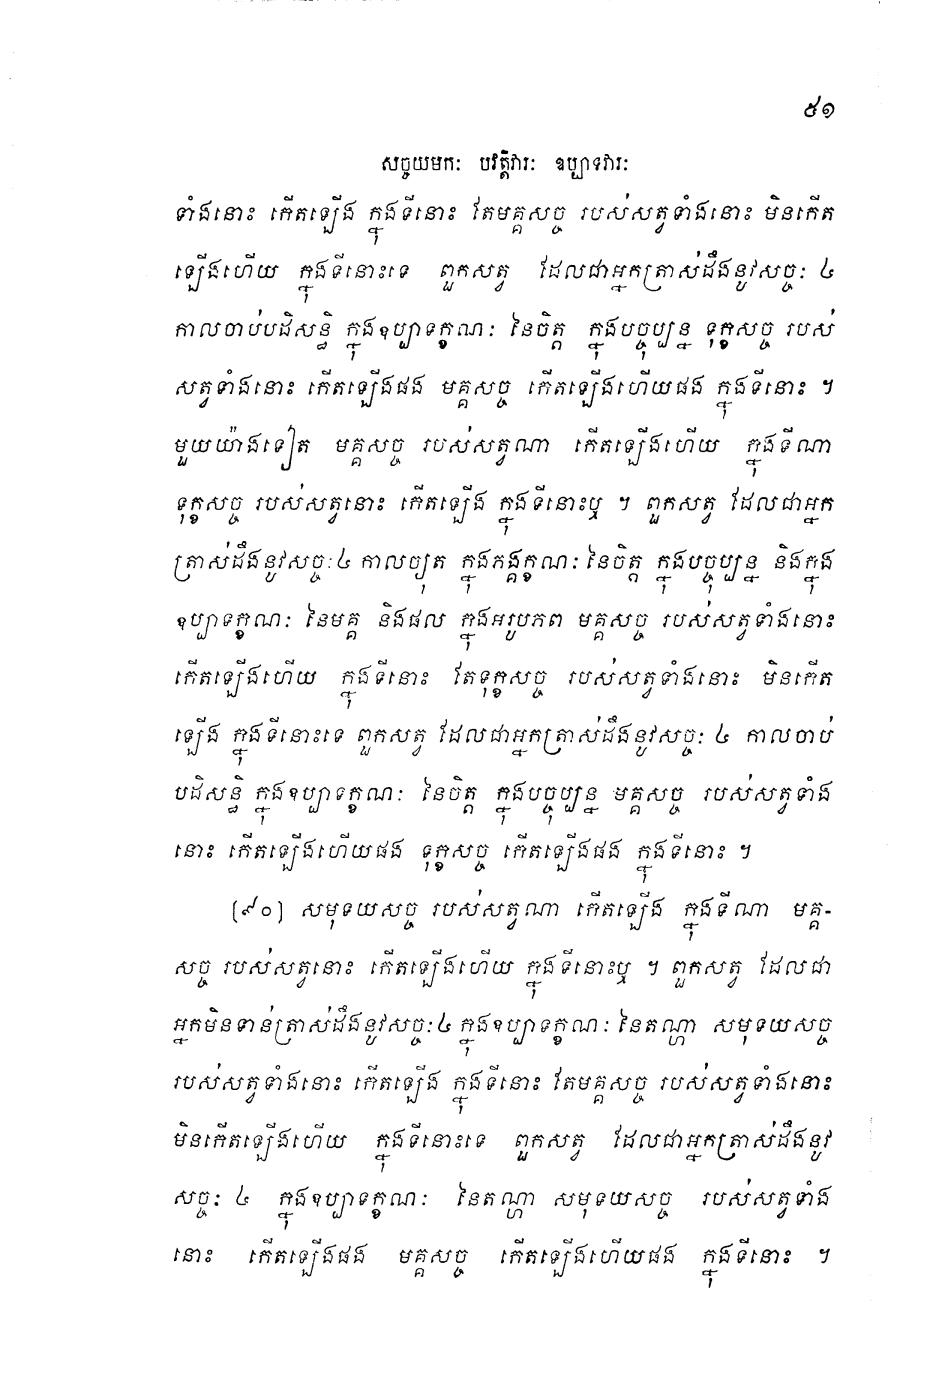 ៥១
សច្ចយមកៈ បវត្តិវារៈ ឧប្បាទវារៈ
ទាំងនោះ កើតឡើង ក្នុងទីនោះ តែមគ្គសច្ច របស់សត្វទាំងនោះ មិនកើត
ឡើងហើយ ក្នុងទីនោះទេ ពួកសត្វ ដែលជាអ្នកត្រាស់ដឹងនូវសច្ចៈ ៤
កាលចាប់បដិសន្ធិ ក្នុងឧប្បាទក្ខណៈ នៃចិត្ត ក្នុងបច្ចុប្បន្ន ទុក្ខសច្ច របស់
សត្វទាំងនោះ កើតឡើងផង មគ្គសច្ច កើតឡើងហើយផង ក្នុងទីនោះ ។
មួយយ៉ាងទៀត មគ្គសច្ច របស់សត្វណា កើតឡើងហើយ ក្នុងទីណា
ទុក្ខសច្ច របស់សត្វនោះ កើតឡើង ក្នុងទីនោះឬ ។ ពួកសត្វ ដែលជាអ្នក
ត្រាស់ដឹងនូវសច្ចៈ ៤ កាលច្យុត ក្នុងភង្គក្ខណៈ នៃចិត្ត ក្នុងបច្ចុប្បន្ន និងក្នុង
ឧប្បាទក្ខណៈ នៃមគ្គ និងផល ក្នុងអរូបភព មគ្គសច្ច របស់សត្វទាំងនោះ
កើតឡើងហើយ ក្នុងទីនោះ តែទុក្ខសច្ច របស់សត្វទាំងនោះ មិនកើត
ឡើង ក្នុងទីនោះទេ ពួកសត្វ ដែលជាអ្នកត្រាស់ដឹងនូវសច្ចៈ ៤ កាលចាប់
បដិសន្ធិ ក្នុងឧប្បាទក្ខណៈ នៃចិត្ត ក្នុងបច្ចុប្បន្ន មគ្គសច្ច របស់សត្វទាំង
នោះ កើតឡើងហើយផង ទុក្ខសច្ច កើតឡើងផង ក្នុងទីនោះ ។
(៩០) សមុទយសច្ច របស់សត្វណា កើតឡើង ក្នុងទីណា មគ្គ-
សច្ច របស់សត្វនោះ កើតឡើងហើយ ក្នុងទីនោះឬ ។ ពួកសត្វ ដែលជា
អ្នកមិនទាន់ត្រាស់ដឹងនូវសច្ចៈ ៤ ក្នុងឧប្បាទក្ខណៈ នៃតណ្ហា សមុទយសច្ច
របស់សត្វទាំងនោះ កើតឡើង ក្នុងទីនោះ តែមគ្គសច្ច របស់សត្វទាំងនោះ
មិនកើតឡើងហើយ ក្នុងទីនោះទេ ពួកសត្វ ដែលជាអ្នកត្រាស់ដឹងនូវ
សច្ចៈ ៤ ក្នុងឧប្បាទក្ខណៈ នៃតណ្ហា សមុទយសច្ច របស់សត្វទាំង
នោះ កើតឡើងផង មគ្គសច្ច កើតឡើងហើយផង ក្នុងទីនោះ ។